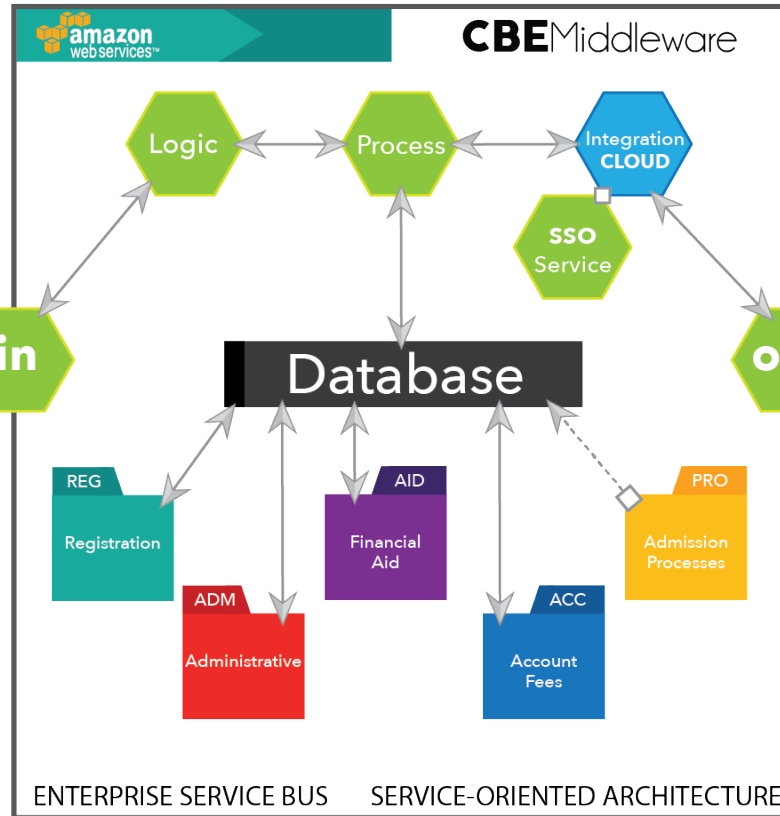 amazon
web services™
CBEMiddleware
Logic
Process
Integration
CLOUD
sso
Service
in
o
Database
REG
Registration
AID
Financial
Aid
PRO
Admission
Processes
ADM
Administrative
ACC
Account
Fees
ENTERPRISE SERVICE BUS
SERVICE-ORIENTED ARCHITECTURE